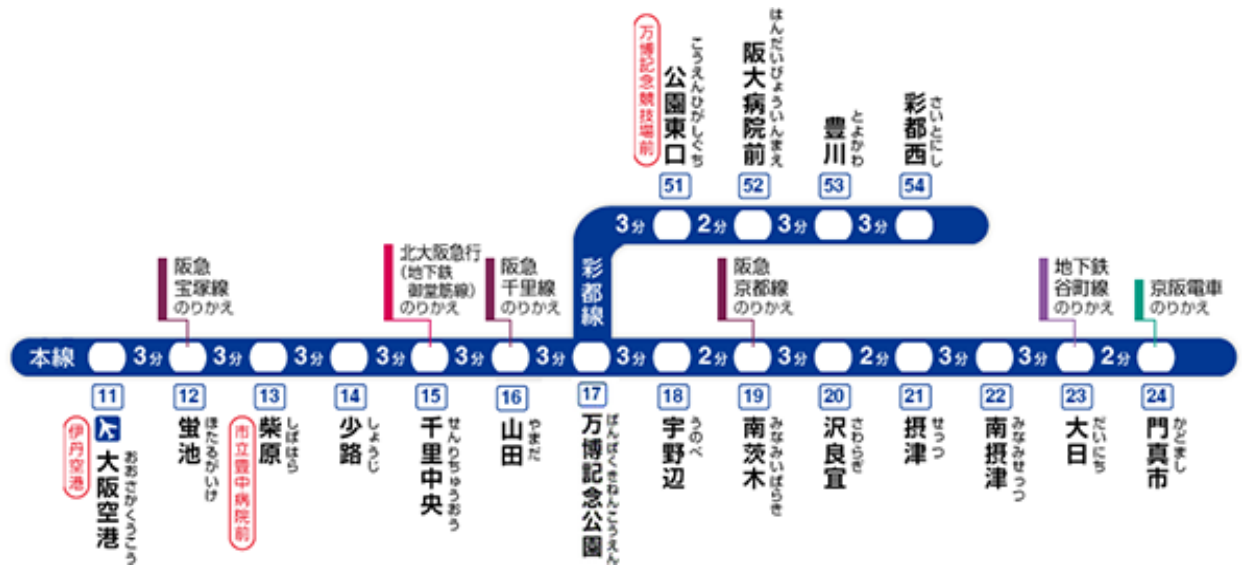 万博記念競技場前
公園東口
こうえんひがしぐち
阪大病院前
はんだいびょういんまえ
豊川
とよかわ
彩都西
さいとにし
51
52
53
54
3分
2分
3分
3分
彩都線
阪急
宝塚線
のりかえ
北大阪急行
(地下鉄
御堂筋線)
のりかえ
阪急
千里線
のりかえ
阪急
京都線
のりかえ
地下鉄
谷町線
のりかえ
京阪電車
のりかえ
本線
3分
3分
3分
3分
3分
3分
3分
2分
3分
2分
3分
3分
2分
11
伊丹空港
大阪空港
おおさかくうこう
12
蛍池
ほたるがいけ
13
市立豊中病院前
柴原
しばはら
14
少路
しょうじ
15
千里中央
せんりちゅうおう
16
山田
やまだ
17
万博記念公園
ばんぱくきねんこうえん
18
宇野辺
うのべ
19
南茨木
みなみいばらき
20
沢良宜
さわらぎ
21
摂津
せっつ
22
南摂津
みなみせっつ
23
大日
だいにち
24
門真市
かどまし